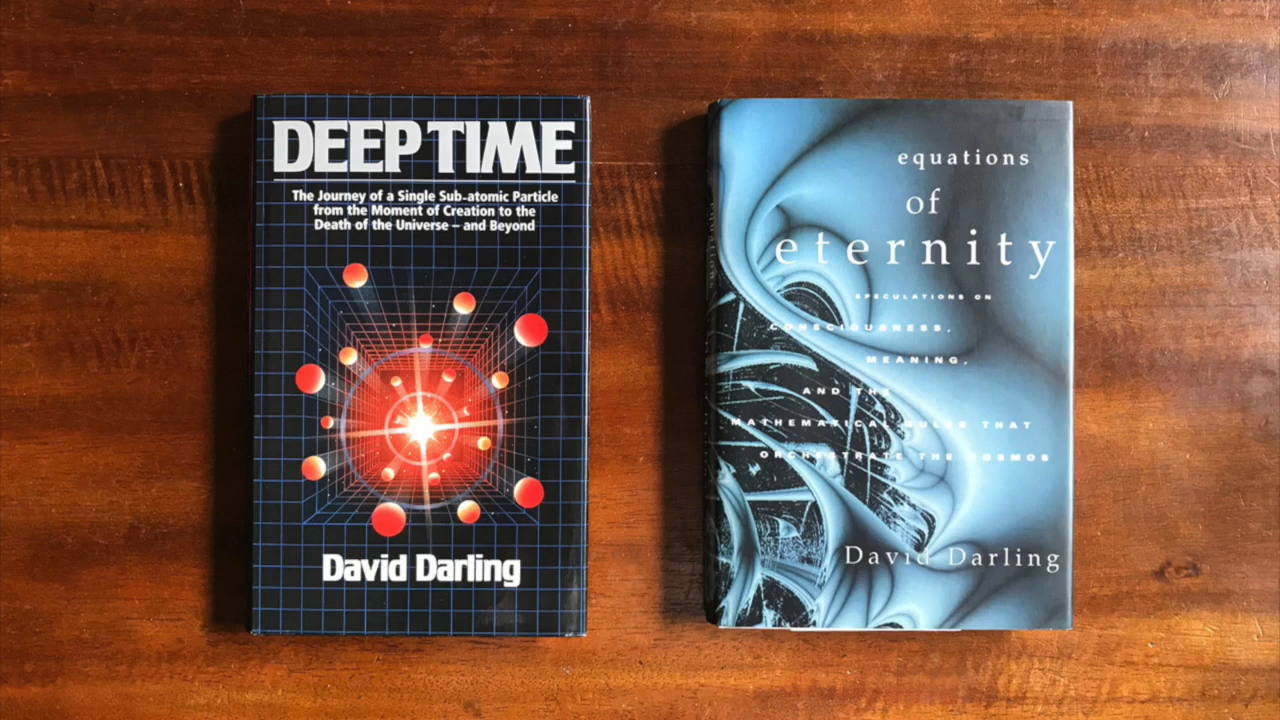 DEEP TIME
The Journey of a Single Sub-atomic Particle
from the Moment of Creation to the
Death of the Universe – and Beyond
David Darling
equations
of
eternity
SPECULATIONS ON
CONSCIOUSNESS,
MEANING,
AND THE
MATHEMATICAL RULES THAT
ORCHESTRATE THE COSMOS
David Darling